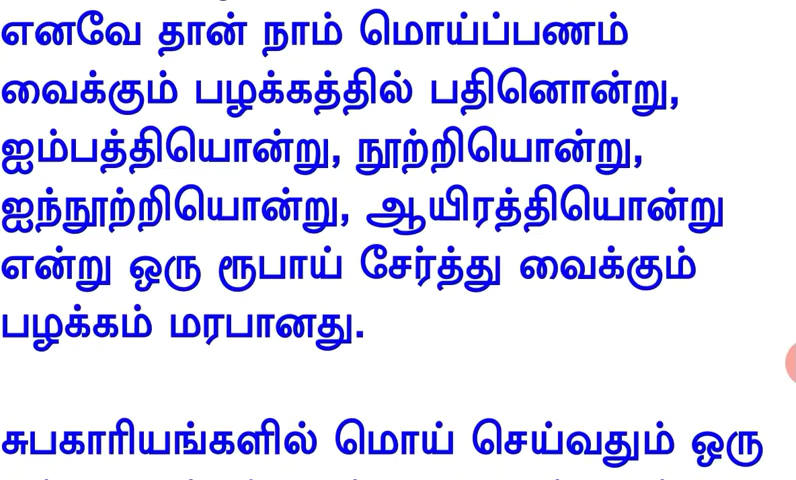 எனவே தான் நாம் மொய்ப்பணம்
வைக்கும் பழக்கத்தில் பதினொன்று,
ஐம்பத்தியொன்று, நூற்றியொன்று,
ஐந்நூற்றியொன்று, ஆயிரத்தியொன்று
என்று ஒரு ரூபாய் சேர்த்து வைக்கும்
பழக்கம் மரபானது.
சுபகாரியங்களில் மொய் செய்வதும் ஒரு